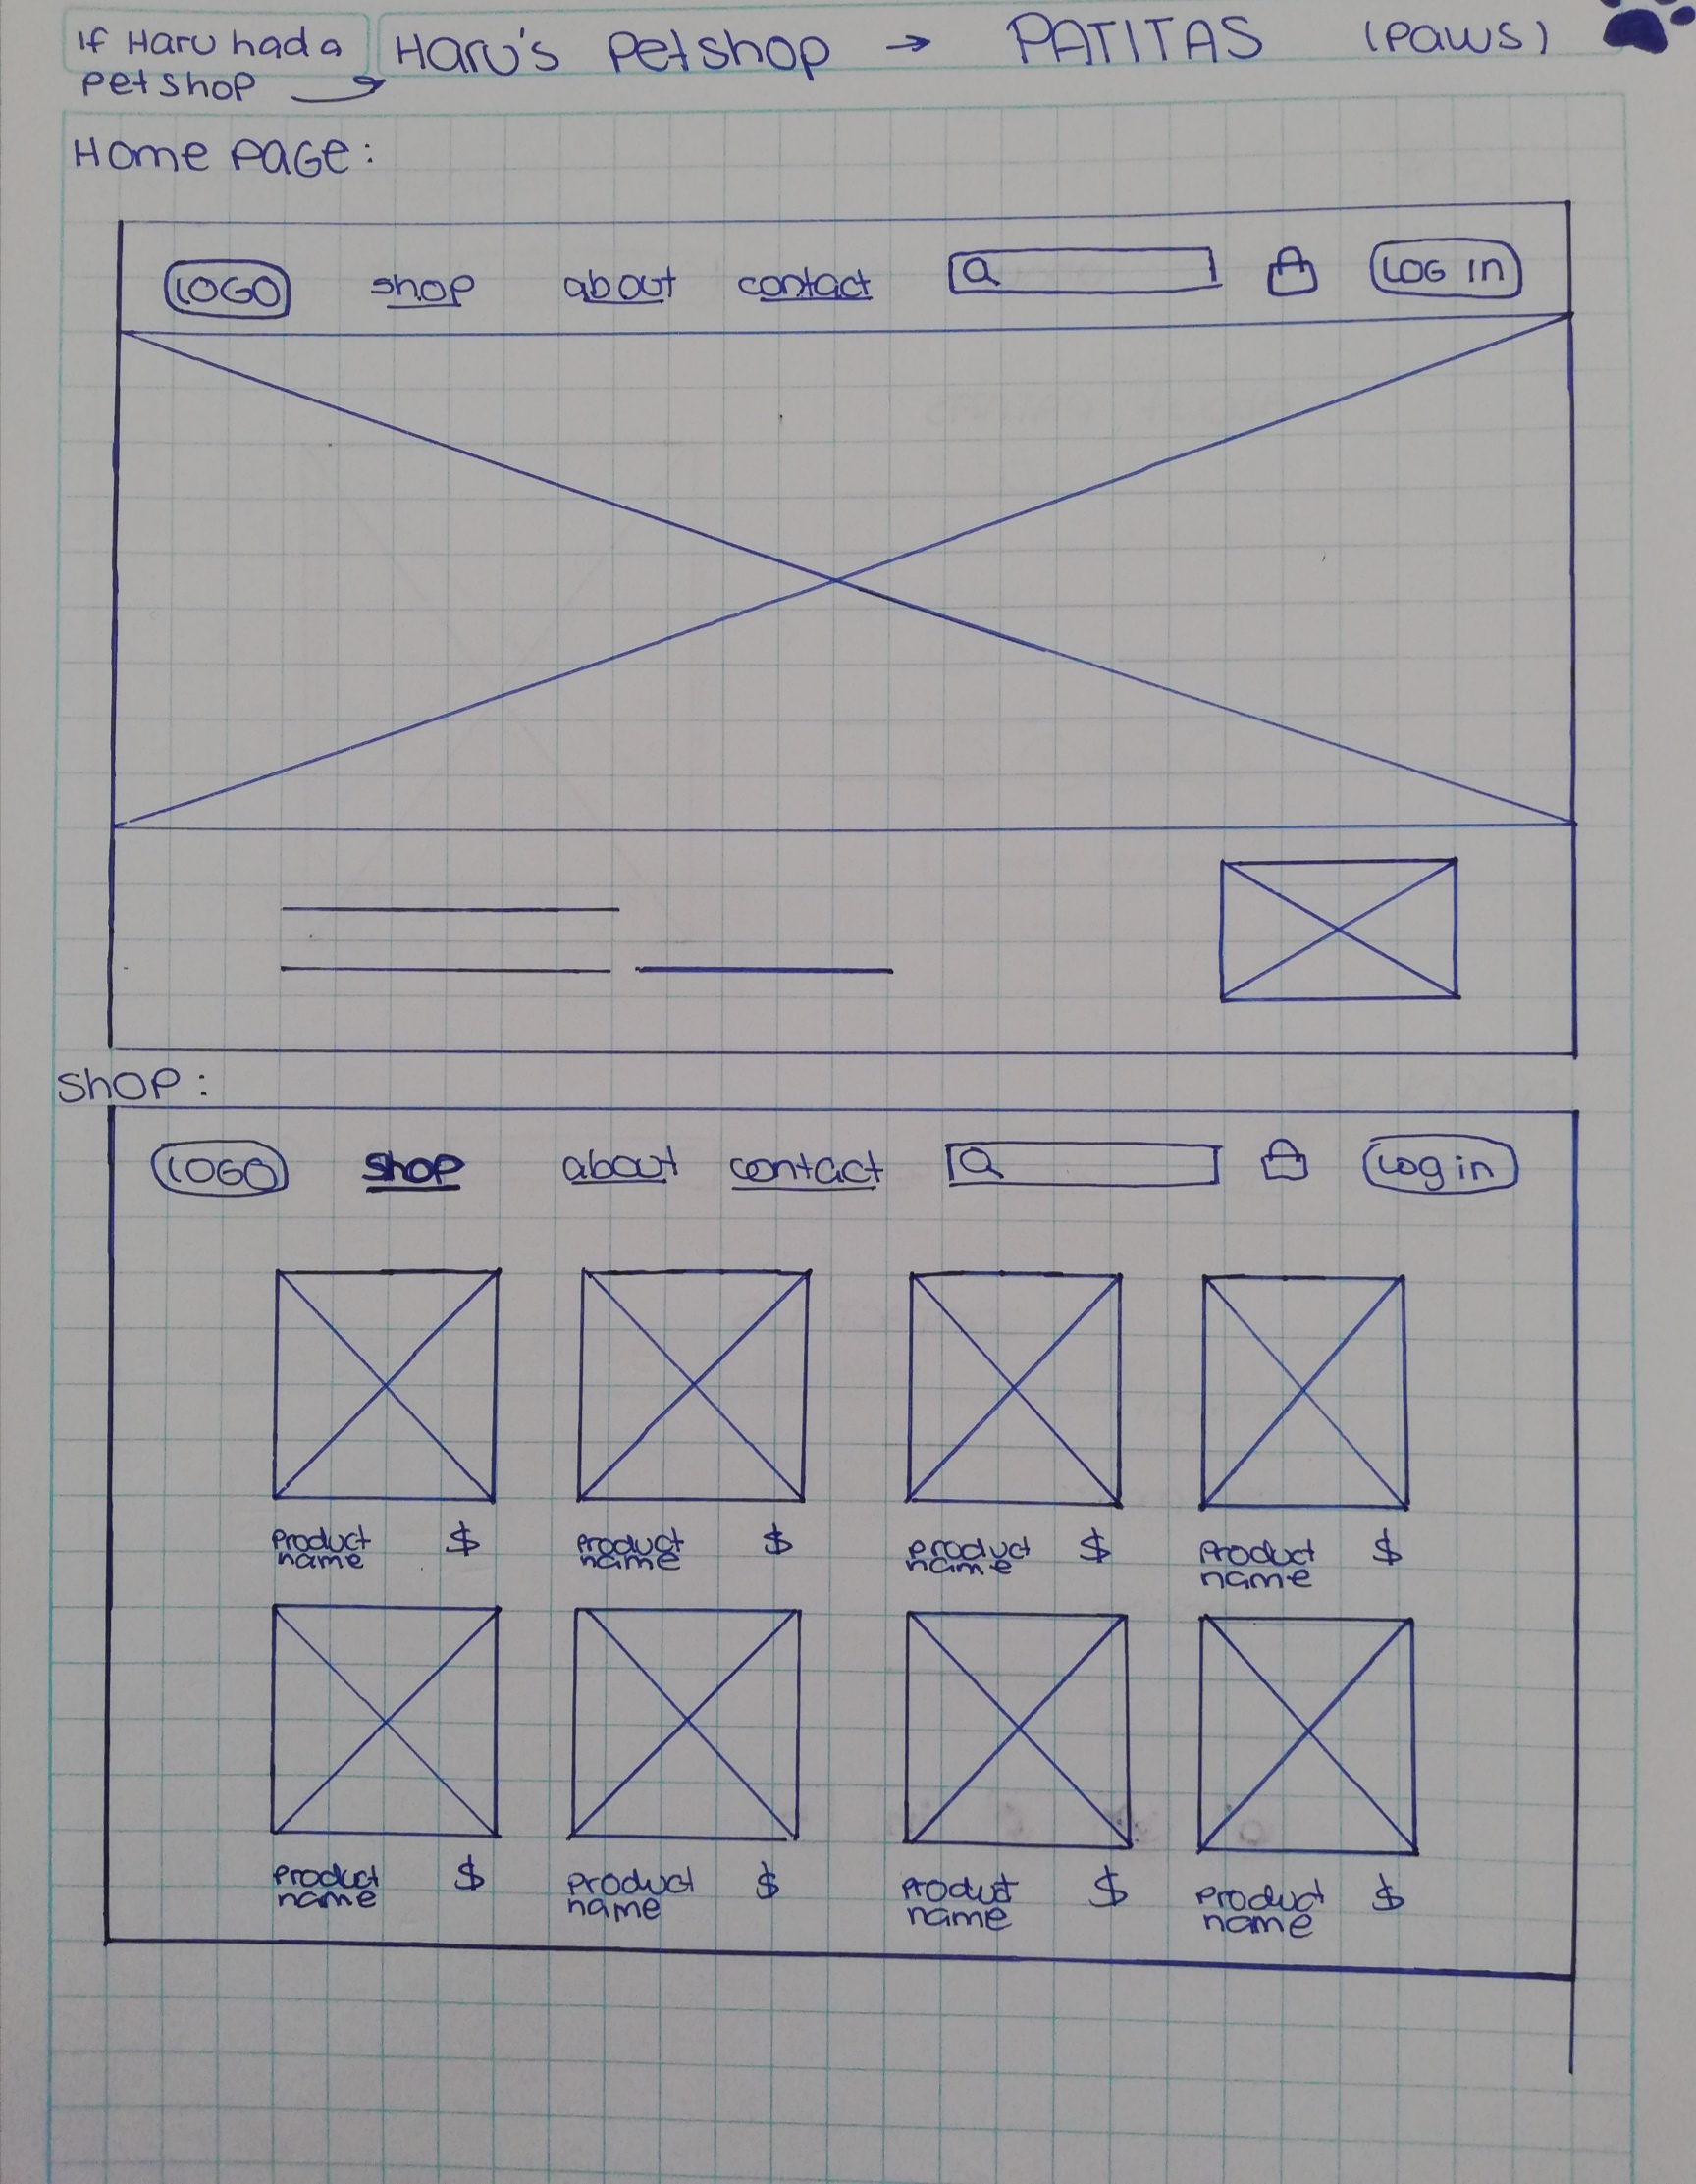 If Haru had a
Petshop
Haru's Petshop → PATITAS (Paws)
Home PaGe:
LOGO shop about contact LOG In
SHOP:
LOGO shop about contact Log in
Product
name $
Product
name $
Product
name $
Product
name $
Product
name $
Product
name $
Product
name $
Product
name $